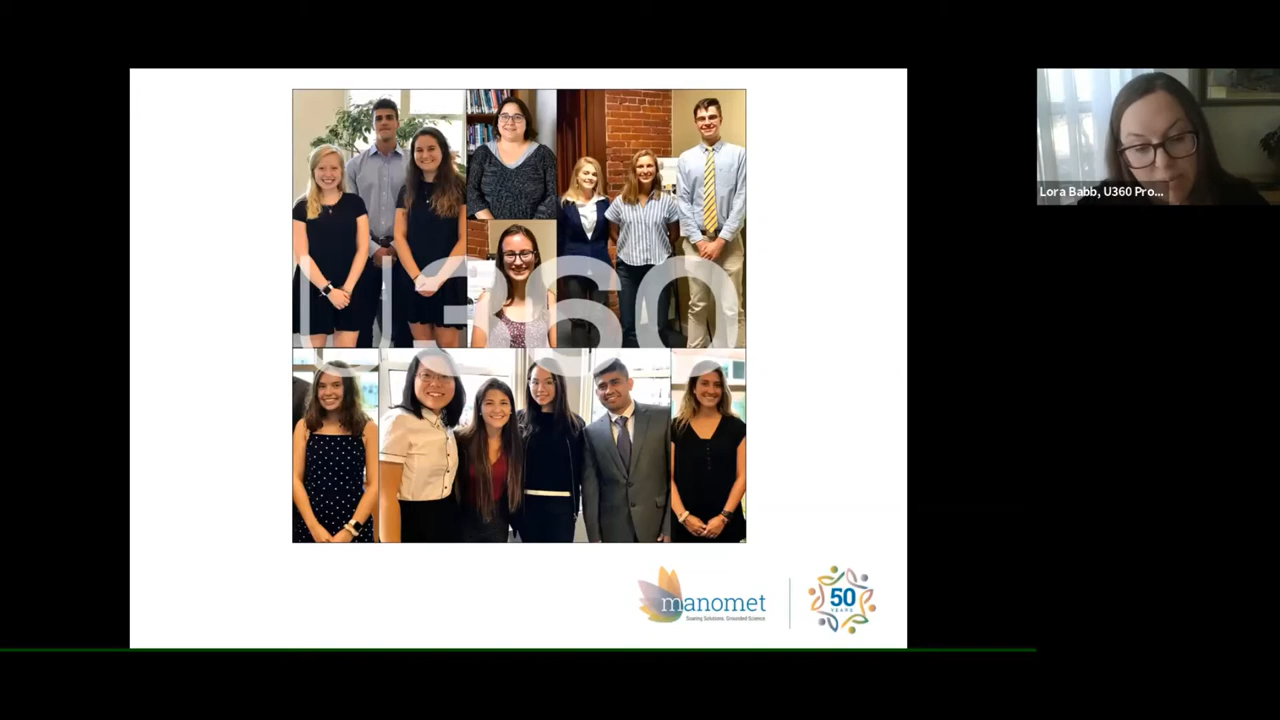 U360
Lora Babb, U360 Pro...
manomet
Soaring Solutions. Grounded Science.
50
YEARS